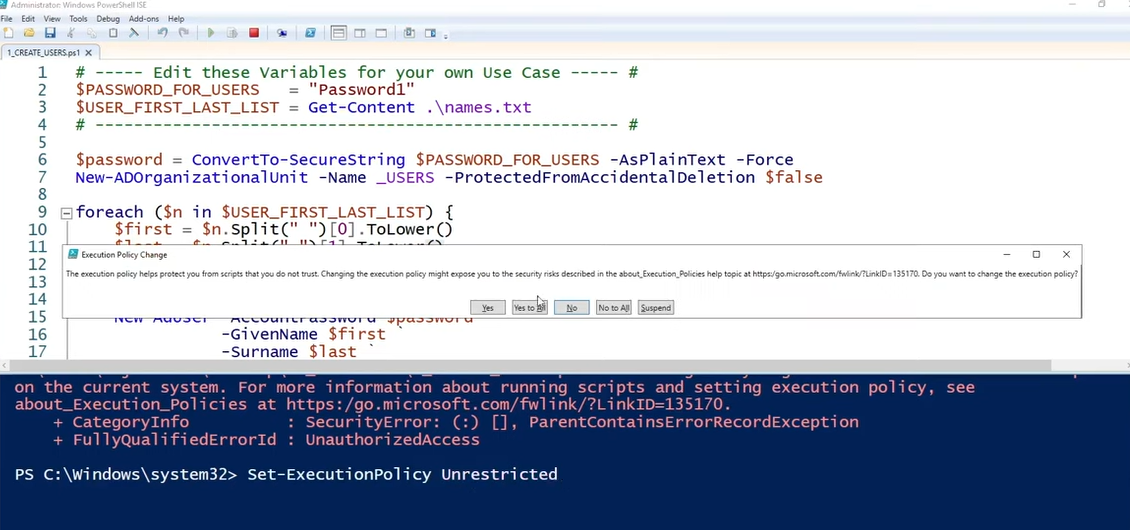 Administrator: Windows PowerShell ISE
File Edit View Tools Debug Add-ons Help
1_CREATE_USERS.ps1
1 # ----- Edit these Variables for your own Use Case ----- #
2 $PASSWORD_FOR_USERS = "Password1"
3 $USER_FIRST_LAST_LIST = Get-Content .\names.txt
4 # ------------------------------------------------------ #
5
6 $password = ConvertTo-SecureString $PASSWORD_FOR_USERS -AsPlainText -Force
7 New-ADOrganizationalUnit -Name _USERS -ProtectedFromAccidentalDeletion $false
8
9 foreach ($n in $USER_FIRST_LAST_LIST) {
10 $first = $n.Split(" ")[0].ToLower()
11 $last = $n.Split(" ")[1].ToLower()
12
Execution Policy Change
The execution policy helps protect you from scripts that you do not trust. Changing the execution policy might expose you to the security risks described in the about_Execution_Policies help topic at https://go.microsoft.com/fwlink/?LinkID=135170. Do you want to change the execution policy?
13
14
Yes Yes to All No No to All Suspend
15 New-AdUser -AccountPassword $password `
16 -GivenName $first `
17 -Surname $last `
on the current system. For more information about running scripts and setting execution policy, see
about_Execution_Policies at https:/go.microsoft.com/fwlink/?LinkID=135170.
+ CategoryInfo : SecurityError: (:) [], ParentContainsErrorRecordException
+ FullyQualifiedErrorId : UnauthorizedAccess
PS C:\Windows\system32> Set-ExecutionPolicy Unrestricted